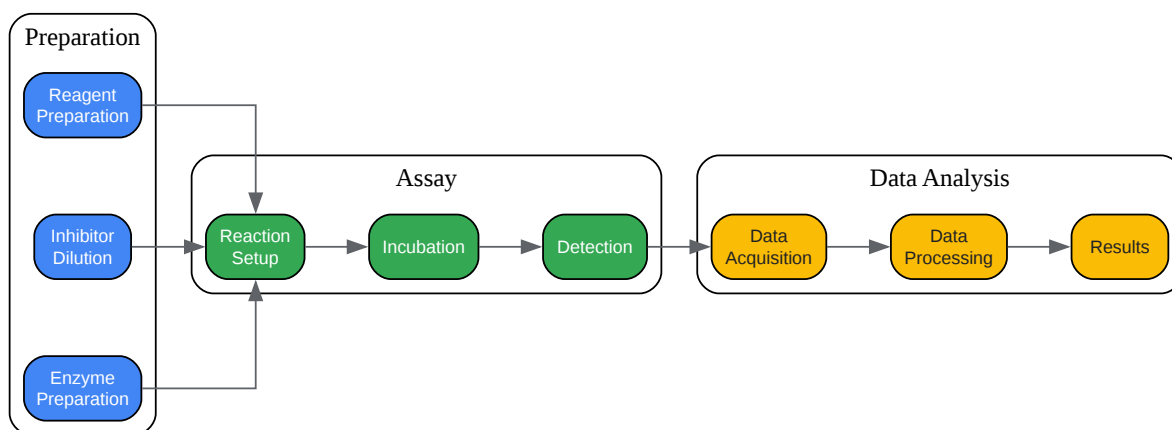 Preparation
Reagent
Preparation
Inhibitor
Dilution
Enzyme
Preparation
Assay
Reaction
Setup
Incubation
Detection
Data Analysis
Data
Acquisition
Data
Processing
Results